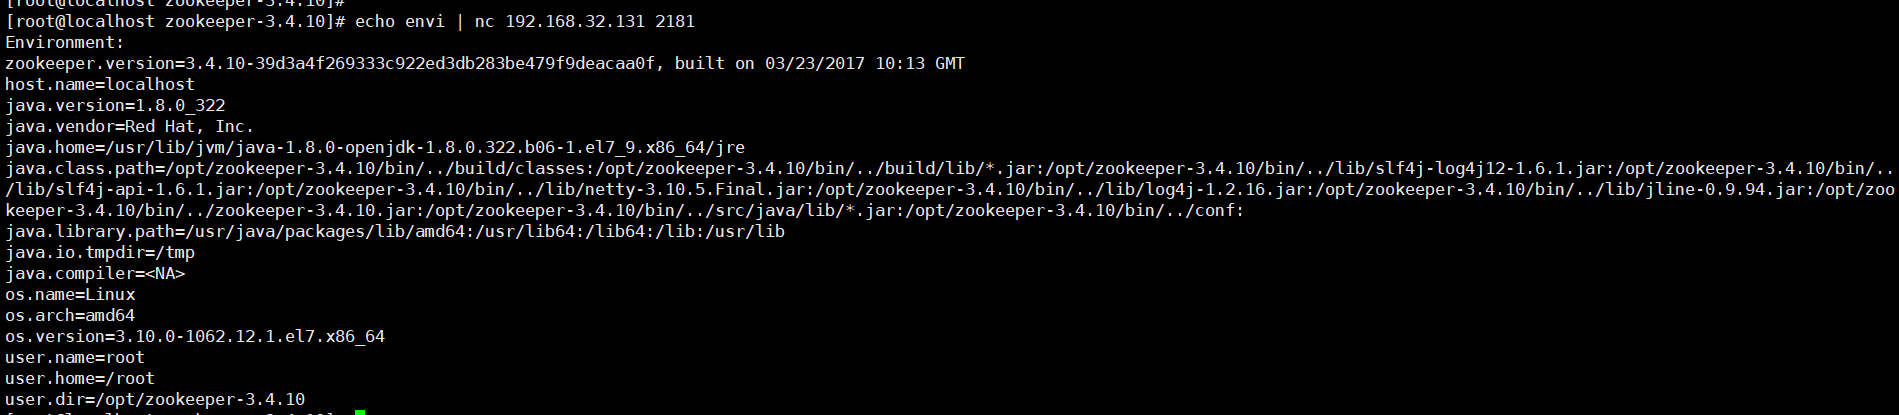 [root@localhost zookeeper-3.4.10]#
[root@localhost zookeeper-3.4.10]# echo envi | nc 192.168.32.131 2181
Environment:
zookeeper.version=3.4.10-39d3a4f269333c922ed3db283be479f9deacaa0f, built on 03/23/2017 10:13 GMT
host.name=localhost
java.version=1.8.0_322
java.vendor=Red Hat, Inc.
java.home=/usr/lib/jvm/java-1.8.0-openjdk-1.8.0.322.b06-1.el7_9.x86_64/jre
java.class.path=/opt/zookeeper-3.4.10/bin/../build/classes:/opt/zookeeper-3.4.10/bin/../build/lib/*.jar:/opt/zookeeper-3.4.10/bin/../lib/slf4j-log4j12-1.6.1.jar:/opt/zookeeper-3.4.10/bin/..
/lib/slf4j-api-1.6.1.jar:/opt/zookeeper-3.4.10/bin/../lib/netty-3.10.5.Final.jar:/opt/zookeeper-3.4.10/bin/../lib/log4j-1.2.16.jar:/opt/zookeeper-3.4.10/bin/../lib/jline-0.9.94.jar:/opt/zoo
keeper-3.4.10/bin/../zookeeper-3.4.10.jar:/opt/zookeeper-3.4.10/bin/../src/java/lib/*.jar:/opt/zookeeper-3.4.10/bin/../conf:
java.library.path=/usr/java/packages/lib/amd64:/usr/lib64:/lib64:/lib:/usr/lib
java.io.tmpdir=/tmp
java.compiler=<NA>
os.name=Linux
os.arch=amd64
os.version=3.10.0-1062.12.1.el7.x86_64
user.name=root
user.home=/root
user.dir=/opt/zookeeper-3.4.10